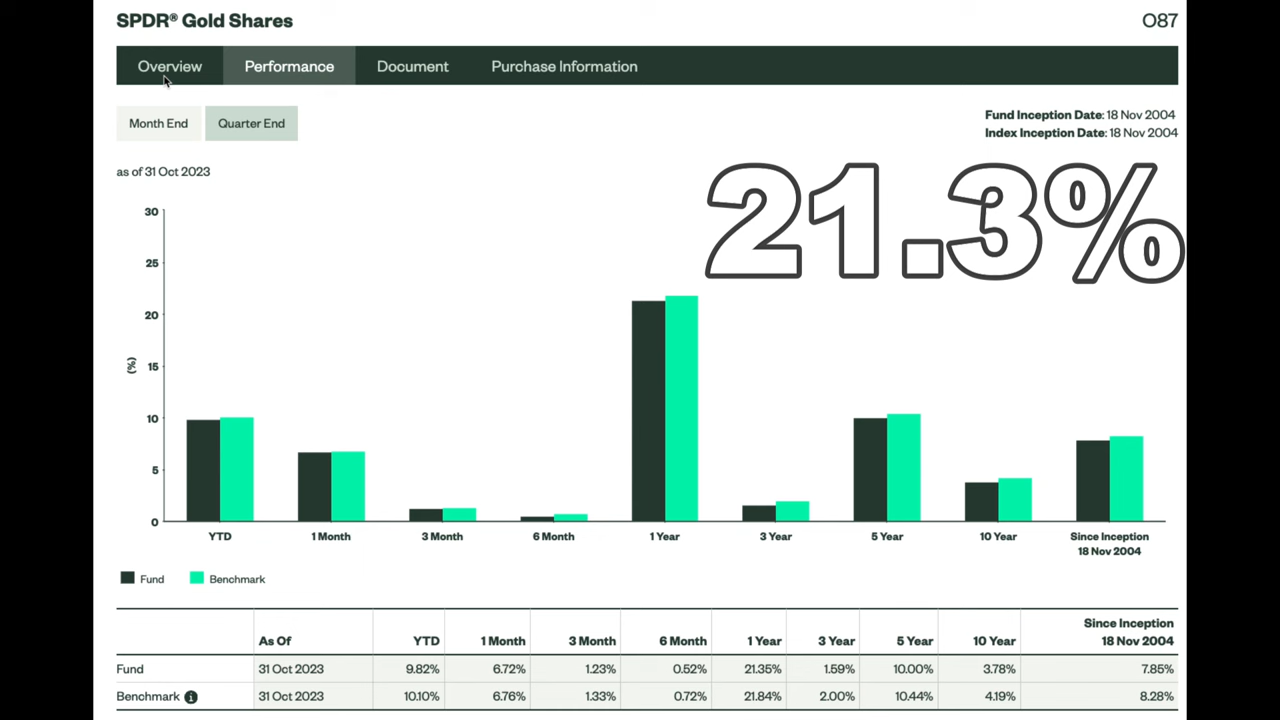 SPDR® Gold Shares
O87
Overview Performance Document Purchase Information
Month End Quarter End
Fund Inception Date: 18 Nov 2004
Index Inception Date: 18 Nov 2004
as of 31 Oct 2023
21.3%
30
25
20
15
10
5
0
(%)
YTD 1 Month 3 Month 6 Month 1 Year 3 Year 5 Year 10 Year Since Inception
18 Nov 2004
Fund Benchmark
Since Inception
As Of YTD 1 Month 3 Month 6 Month 1 Year 3 Year 5 Year 10 Year 18 Nov 2004
Fund 31 Oct 2023 9.82% 6.72% 1.23% 0.52% 21.35% 1.59% 10.00% 3.78% 7.85%
Benchmark i 31 Oct 2023 10.10% 6.76% 1.33% 0.72% 21.84% 2.00% 10.44% 4.19% 8.28%